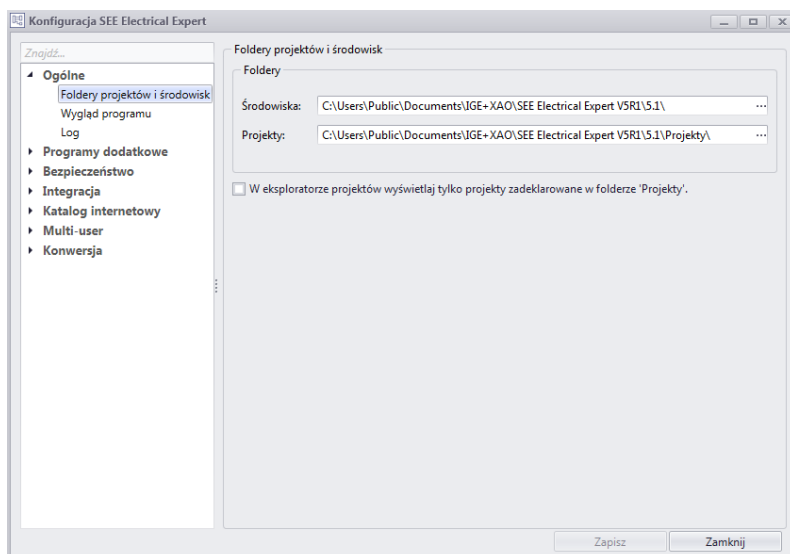 Konfiguracja SEE Electrical Expert
Znajdź...
Ogólne
Foldery projektów i środowisk
Wygląd programu
Log
Programy dodatkowe
Bezpieczeństwo
Integracja
Katalog internetowy
Multi-user
Konwersja
Foldery projektów i środowisk
Foldery
Środowiska: C:\Users\Public\Documents\IGE+XAO\SEE Electrical Expert V5R1\5.1\ ...
Projekty: C:\Users\Public\Documents\IGE+XAO\SEE Electrical Expert V5R1\5.1\Projekty\ ...
W eksploratorze projektów wyświetlaj tylko projekty zadeklarowane w folderze 'Projekty'.
Zapisz Zamknij